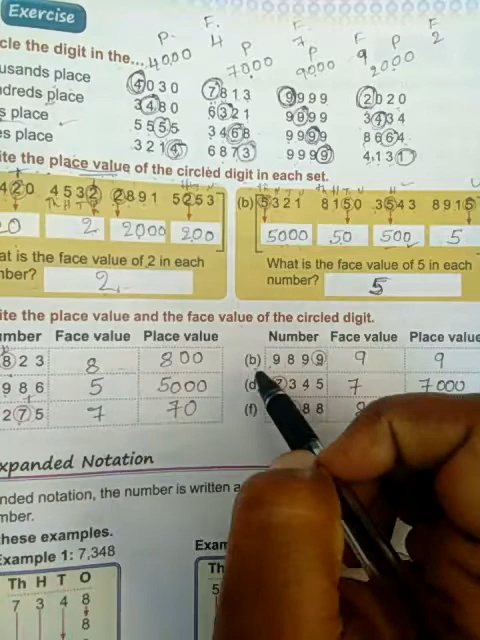 Exercise
P. F. F. F
cle the digit in the... 4000 4 P 7 P 9 P 2
usands place 7000 9000 2000
4030 7813 9999 2020
ndreds place
3480 6321 9999 3434
s place
5555 3468 9999 8664
es place
3214 6873 9999 4131
ite the place value of the circled digit in each set.
420 4532 2891 5253 (b) 5321 8150 3543 8915
20 2 2000 200 5000 50 500 5
at is the face value of 2 in each What is the face value of 5 in each
mber? 2 number? 5
ite the place value and the face value of the circled digit.
umber Face value Place value Number Face value Place value
823 8 800 (b) 9899 9 9
986 5 5000 7345 7 7000
275 7 70 (f) 88
xpanded Notation
nded notation, the number is written a
mber.
these examples.
Example 1: 7,348 Exam
Th H T O Th
7 3 4 8 5
8